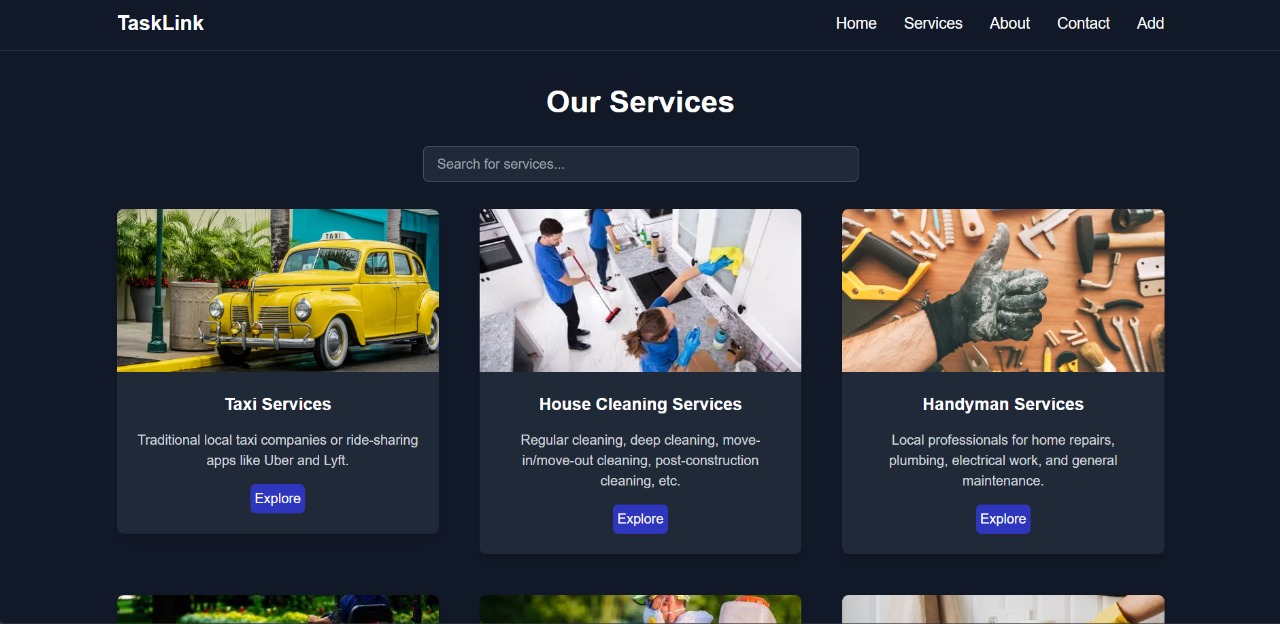 TaskLink
Home Services About Contact Add
Our Services
Search for services...
TAXI
Taxi Services
Traditional local taxi companies or ride-sharing
apps like Uber and Lyft.
Explore
House Cleaning Services
Regular cleaning, deep cleaning, move-
in/move-out cleaning, post-construction
cleaning, etc.
Explore
Handyman Services
Local professionals for home repairs,
plumbing, electrical work, and general
maintenance.
Explore